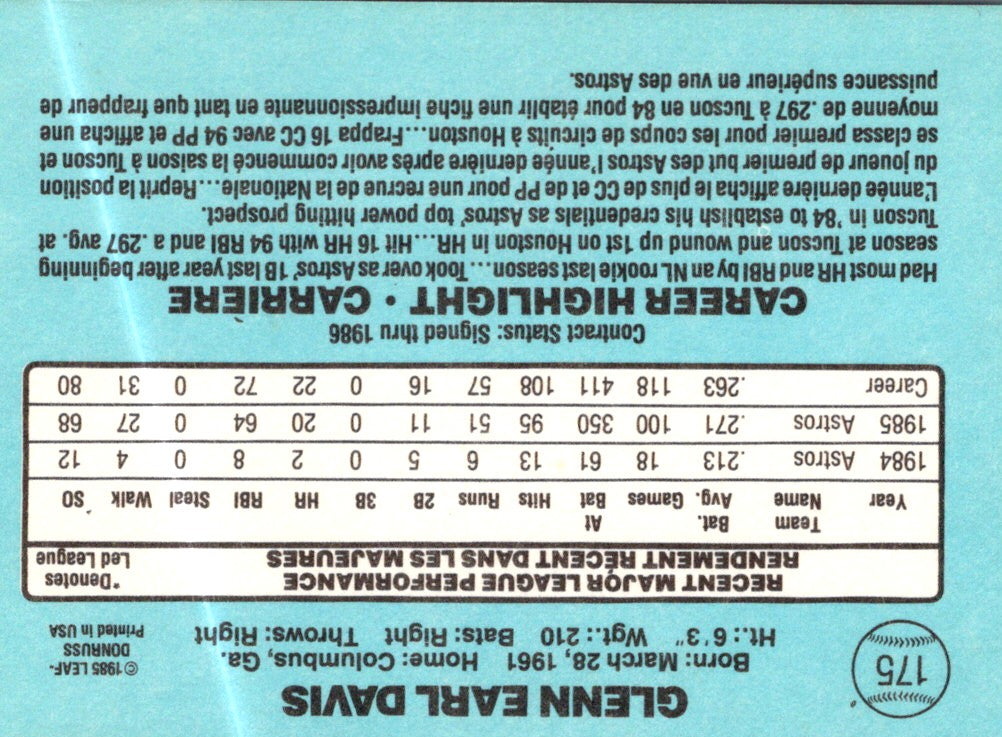 175
GLENN EARL DAVIS
Born: March 28, 1961 Home: Columbus, Ga.
Ht.: 6'3" Wgt.: 210 Bats: Right Throws: Right
© 1985 LEAF-
DONRUSS
Printed in USA
RECENT MAJOR LEAGUE PERFORMANCE
RENDEMENT RÉCENT DANS LES MAJEURES
*Denotes
Led League
Year Team Name Bat. Avg. Games At Bat Hits Runs 2B 3B HR RBI Steal Walk SO
1984 Astros .213 18 61 13 6 5 0 2 8 0 4 12
1985 Astros .271 100 350 95 51 11 0 20 64 0 27 68
Career .263 118 411 108 57 16 0 22 72 0 31 80
Contract Status: Signed thru 1986
CAREER HIGHLIGHT • CARRIÈRE
Had most HR and RBI by an NL rookie last season...Took over as Astros' 1B last year after beginning
season at Tucson and wound up 1st on Houston in HR...Hit 16 HR with 94 RBI and a .297 avg. at
Tucson in '84 to establish his credentials as Astros' top power hitting prospect.
L'année dernière afficha le plus de CC et de PP pour une recrue de la Nationale...Reprit la position
du joueur de premier but des Astros l'année dernière après avoir commencé la saison à Tucson et
se classa premier pour les coups de circuits à Houston...Frappa 16 CC avec 94 PP et afficha une
moyenne de .297 à Tucson en 84 pour établir une fiche impressionnante en tant que frappeur de
puissance supérieur en vue des Astros.